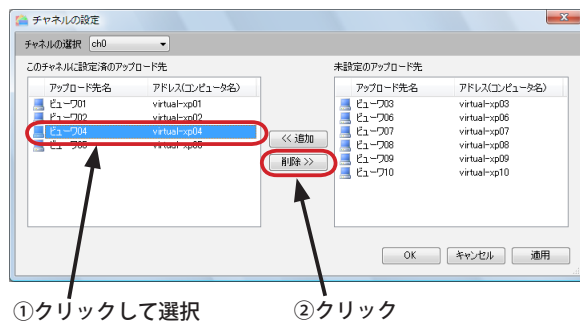 チャネルの設定
チャネルの選択 ch0
このチャネルに設定済のアップロード先
未設定のアップロード先
アップロード先名 アドレス(コンピュータ名)
ビューワ01 virtual-xp01
ビューワ02 virtual-xp02
ビューワ04 virtual-xp04
ビューワ05 virtual-xp05
<< 追加
削除 >>
アップロード先名 アドレス(コンピュータ名)
ビューワ03 virtual-xp03
ビューワ06 virtual-xp06
ビューワ07 virtual-xp07
ビューワ08 virtual-xp08
ビューワ09 virtual-xp09
ビューワ10 virtual-xp10
OK キャンセル 適用
①クリックして選択
②クリック